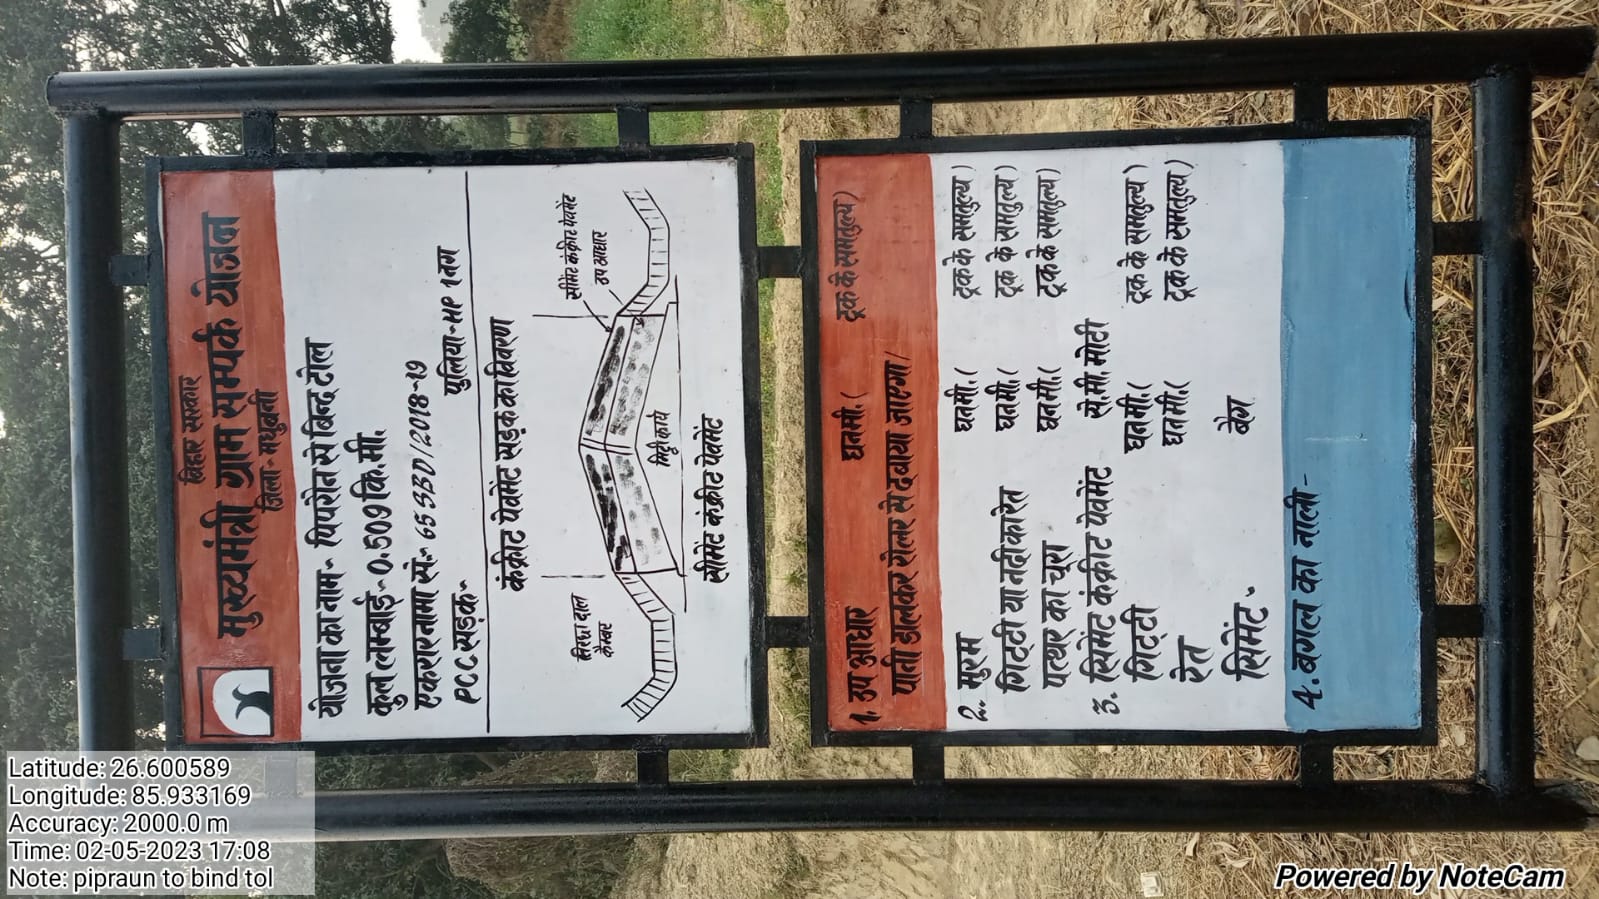 बिहार सरकार
मुख्यमंत्री ग्राम सम्पर्क योजन
जिला - मधुबनी
योजना का नाम - पिपरौन से बिन्द टोल
कुल लम्बाई - 0.509 कि.मी.
एकरारनामा सं. - 65 SBD/2018-19
PCC सड़क - पुलिया - HP 1 नग
कंक्रीट पेवमेंट सड़क का विवरण
सीमेंट कंक्रीट पेवमेंट
उप आधार
कैम्बर
मिट्टी कार्य
सीमेंट कंक्रीट पेवमेंट
1. उप आधार घनमी. ( ट्रक के समतुल्य)
पानी डालकर रोलर से दबाया जाएगा/
2. मुरम घनमी. ( ट्रक के समतुल्य)
गिट्टी या नदी का रेत घनमी. ( ट्रक के समतुल्य)
पत्थर का चूरा घनमी. ( ट्रक के समतुल्य)
3. सिमेंट कंक्रीट पेवमेंट से.मी. मोटी
गिट्टी घनमी. ( ट्रक के समतुल्य)
रेत घनमी. ( ट्रक के समतुल्य)
सिमेंट - बेग
4. बगल का नाली -
Latitude: 26.600589
Longitude: 85.933169
Accuracy: 2000.0 m
Time: 02-05-2023 17:08
Note: pipraun to bind tol
Powered by NoteCam